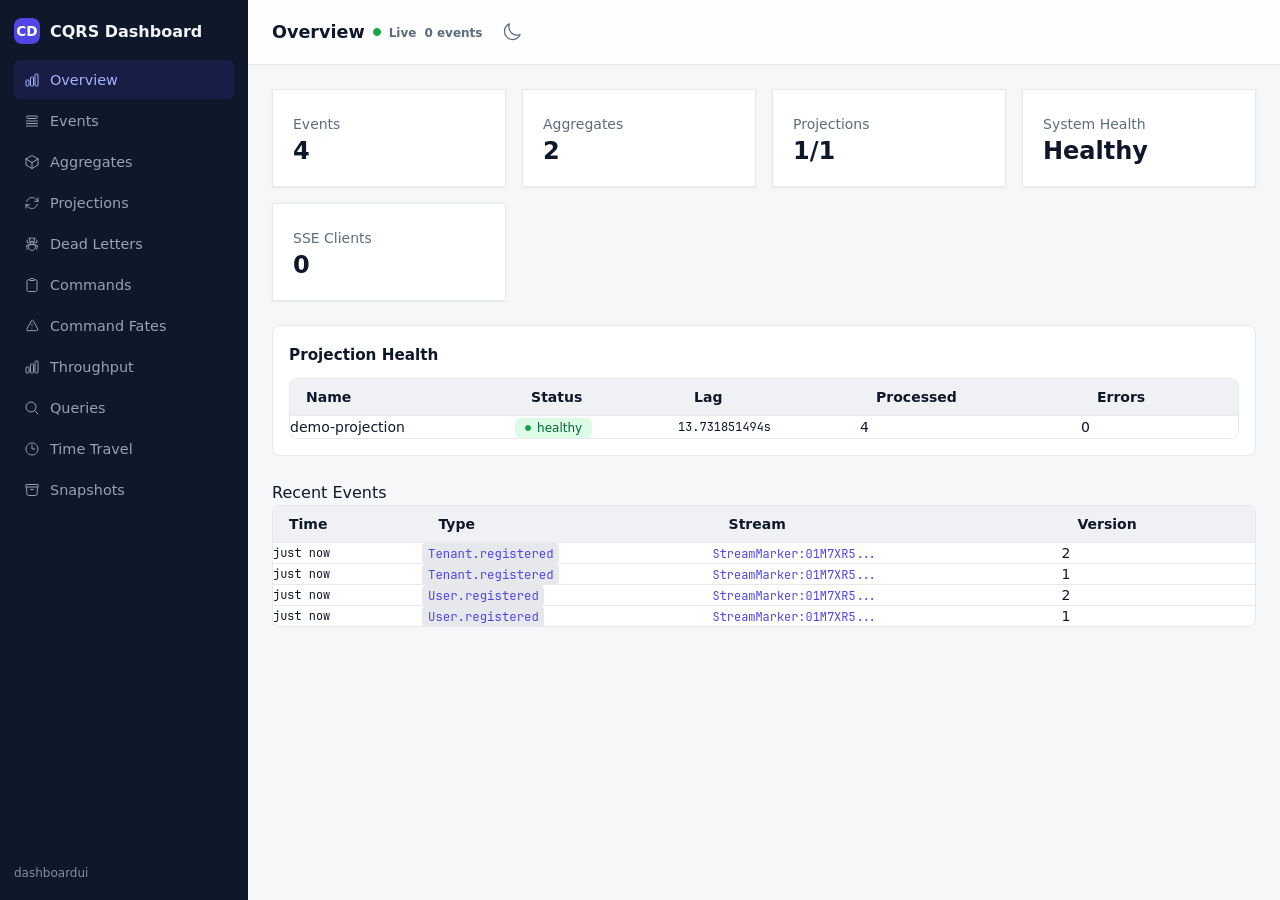 CD CQRS Dashboard
Overview
Events
Aggregates
Projections
Dead Letters
Commands
Command Fates
Throughput
Queries
Time Travel
Snapshots
dashboardui
Overview Live 0 events
Events
4
Aggregates
2
Projections
1/1
System Health
Healthy
SSE Clients
0
Projection Health
Name Status Lag Processed Errors
demo-projection healthy 13.731851494s 4 0
Recent Events
Time Type Stream Version
just now Tenant.registered StreamMarker:01M7XR5... 2
just now Tenant.registered StreamMarker:01M7XR5... 1
just now User.registered StreamMarker:01M7XR5... 2
just now User.registered StreamMarker:01M7XR5... 1